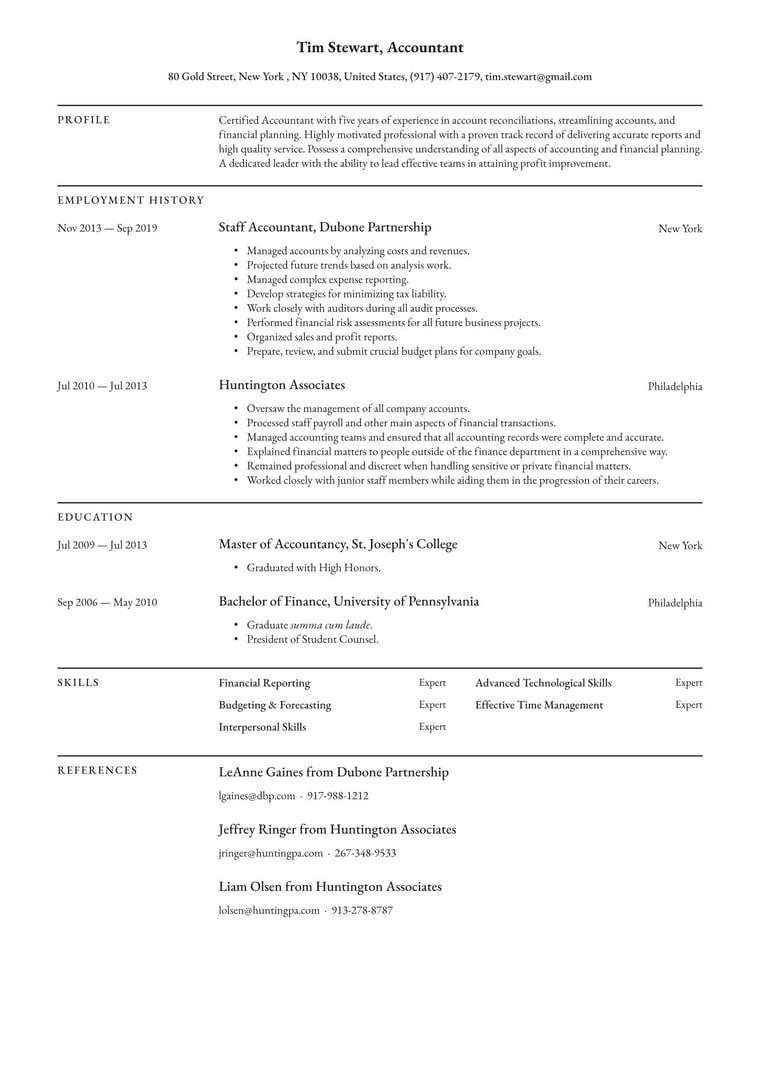 Tim Stewart, Accountant
80 Gold Street, New York , NY 10038, United States, (917) 407-2179, tim.stewart@gmail.com
PROFILE
Certified Accountant with five years of experience in account reconciliations, streamlining accounts, and
financial planning. Highly motivated professional with a proven track record of delivering accurate reports and
high quality service. Possess a comprehensive understanding of all aspects of accounting and financial planning.
A dedicated leader with the ability to lead effective teams in attaining profit improvement.
EMPLOYMENT HISTORY
Nov 2013 — Sep 2019
Staff Accountant, Dubone Partnership
New York
• Managed accounts by analyzing costs and revenues.
• Projected future trends based on analysis work.
• Managed complex expense reporting.
• Develop strategies for minimizing tax liability.
• Work closely with auditors during all audit processes.
• Performed financial risk assessments for all future business projects.
• Organized sales and profit reports.
• Prepare, review, and submit crucial budget plans for company goals.
Jul 2010 — Jul 2013
Huntington Associates
Philadelphia
• Oversaw the management of all company accounts.
• Processed staff payroll and other main aspects of financial transactions.
• Managed accounting teams and ensured that all accounting records were complete and accurate.
• Explained financial matters to people outside of the finance department in a comprehensive way.
• Remained professional and discreet when handling sensitive or private financial matters.
• Worked closely with junior staff members while aiding them in the progression of their careers.
EDUCATION
Jul 2009 — Jul 2013
Master of Accountancy, St. Joseph's College
New York
• Graduated with High Honors.
Sep 2006 — May 2010
Bachelor of Finance, University of Pennsylvania
Philadelphia
• Graduate summa cum laude.
• President of Student Counsel.
SKILLS
Financial Reporting Expert
Advanced Technological Skills Expert
Budgeting & Forecasting Expert
Effective Time Management Expert
Interpersonal Skills Expert
REFERENCES
LeAnne Gaines from Dubone Partnership
lgaines@dbp.com · 917-988-1212
Jeffrey Ringer from Huntington Associates
jringer@huntingpa.com · 267-348-9533
Liam Olsen from Huntington Associates
lolsen@huntingpa.com · 913-278-8787